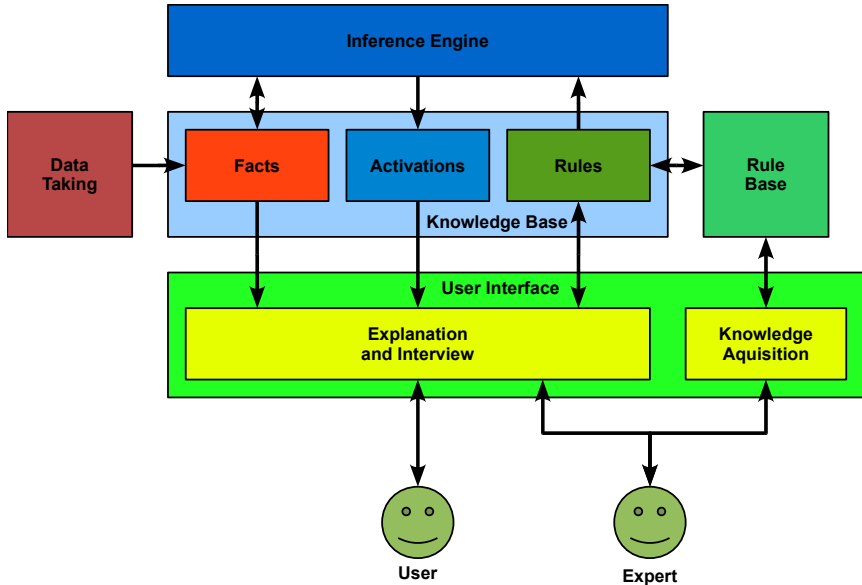 Inference Engine
Data
Taking
Facts
Activations
Rules
Rule
Base
Knowledge Base
User Interface
Explanation
and Interview
Knowledge
Aquisition
User
Expert